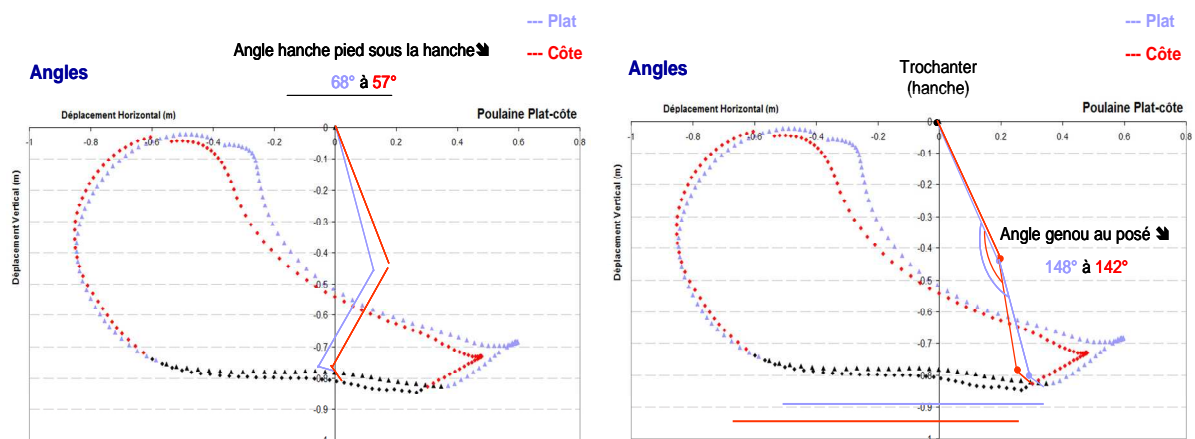 --- Plat
--- Côte
Angle hanche pied sous la hanche
68° à 57°
Angles
Déplacement Horizontal (m)
Poulaine Plat-côte
-1 -0.8 -0.6 -0.4 -0.2 0 0.2 0.4 0.6 0.8
0
-0.1
-0.2
-0.3
-0.4
-0.5
-0.6
-0.7
-0.8
-0.9
-1
Déplacement Vertical (m)
--- Plat
--- Côte
Angles
Trochanter
(hanche)
Déplacement Horizontal (m)
Poulaine Plat-côte
-1 -0.8 -0.6 -0.4 -0.2 0 0.2 0.4 0.6 0.8
-0.1
-0.2
-0.3
-0.4
-0.5
-0.6
-0.7
-0.8
-0.9
-1
Déplacement Vertical (m)
Angle genou au posé
148° à 142°